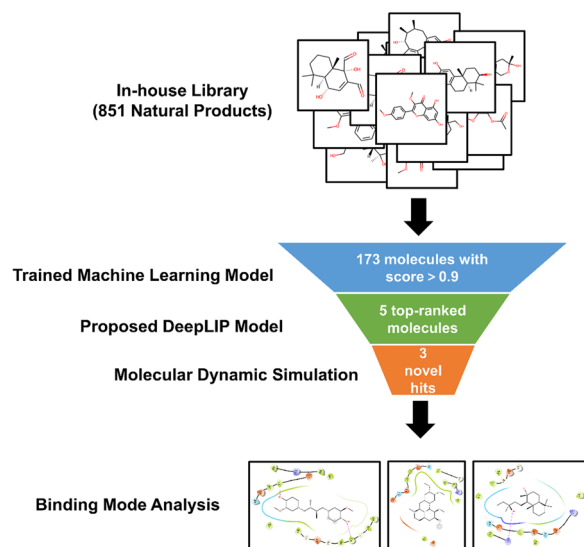 In-house Library
(851 Natural Products)
Trained Machine Learning Model
173 molecules with
score > 0.9
Proposed DeepLIP Model
5 top-ranked
molecules
Molecular Dynamic Simulation
3
novel
hits
Binding Mode Analysis